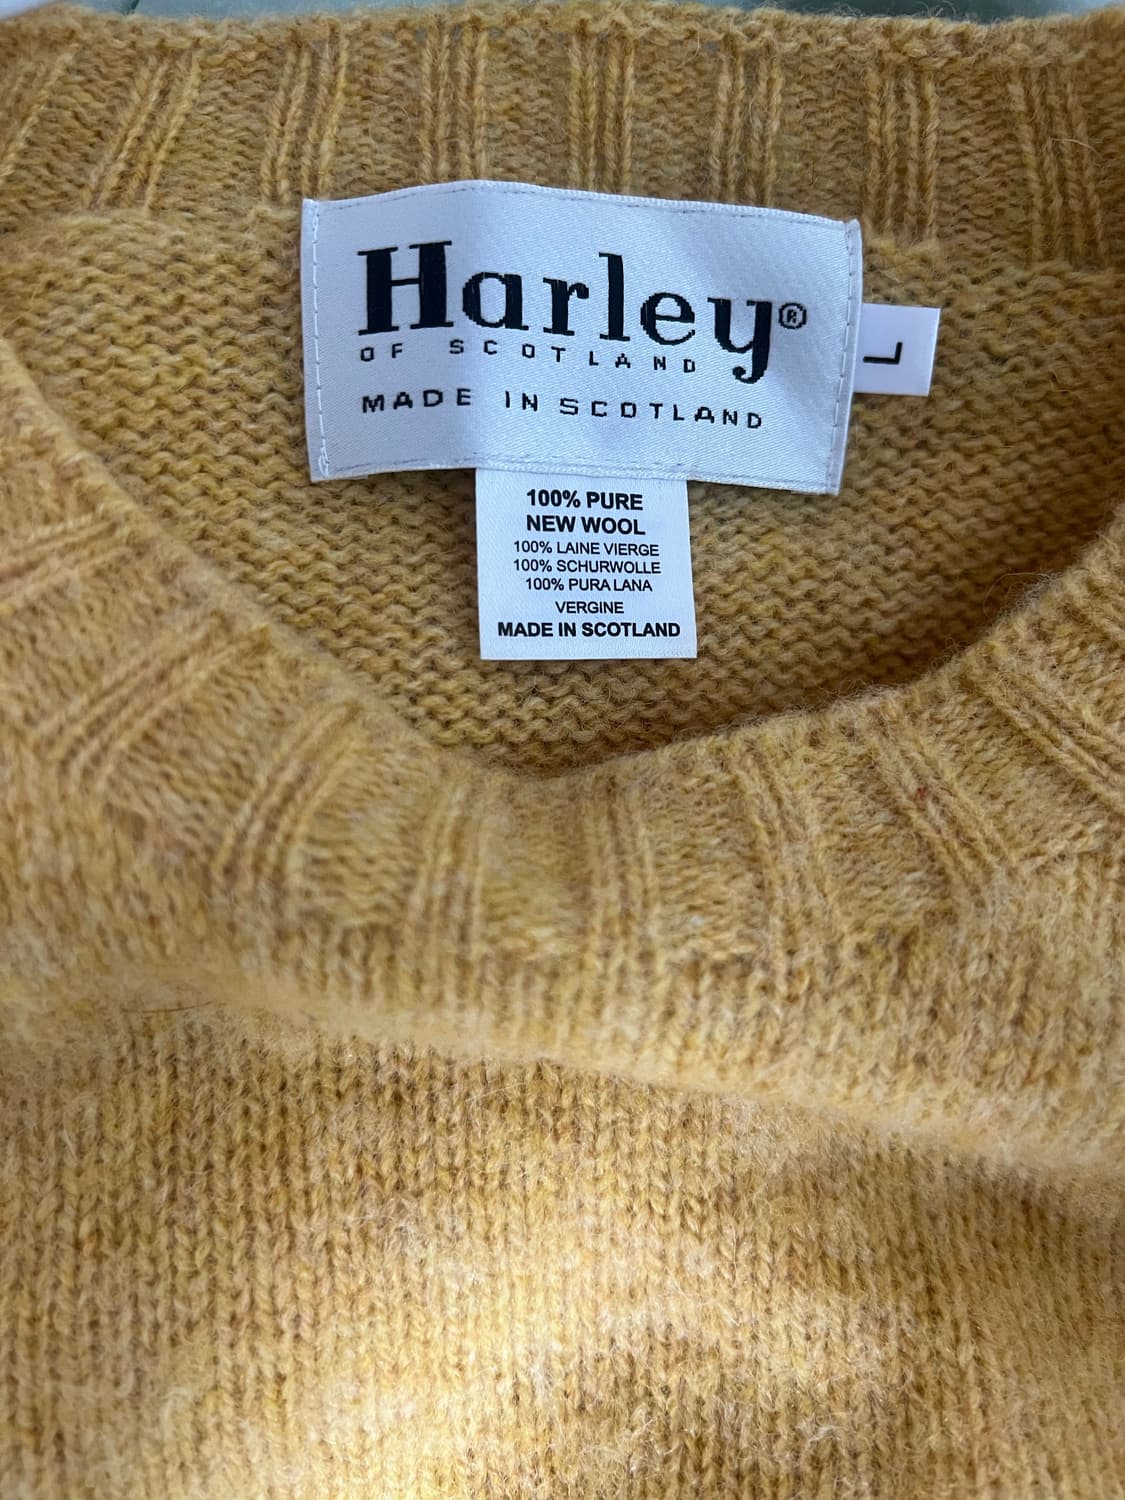 Harley®
OF SCOTLAND
MADE IN SCOTLAND
L
100% PURE
NEW WOOL
100% LAINE VIERGE
100% SCHURWOLLE
100% PURA LANA
VERGINE
MADE IN SCOTLAND